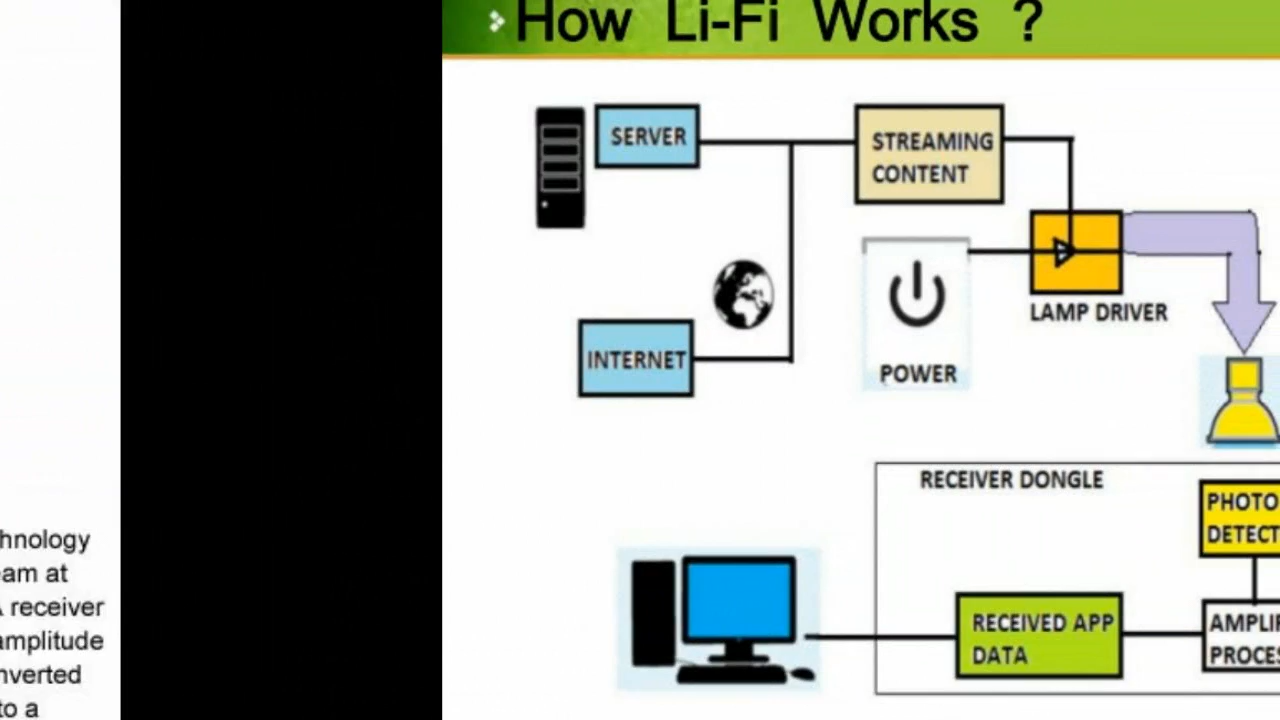 How Li-Fi Works ?
SERVER
STREAMING
CONTENT
INTERNET
POWER
LAMP DRIVER
RECEIVER DONGLE
PHOTO
DETECT
RECEIVED APP
DATA
AMPLIF
PROCES
hnology
eam at
A receiver
amplitude
nverted
to a